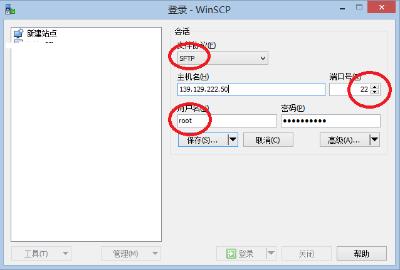 登录 - WinSCP
新建站点
会话
文件协议(F)
SFTP
主机名(H)
端口号(R)
139.129.222.50
22
用户名(U)
密码(P)
root
••••••••••
保存(S)...
取消(C)
高级(A)...
工具(T)
管理(M)
登录
关闭
帮助